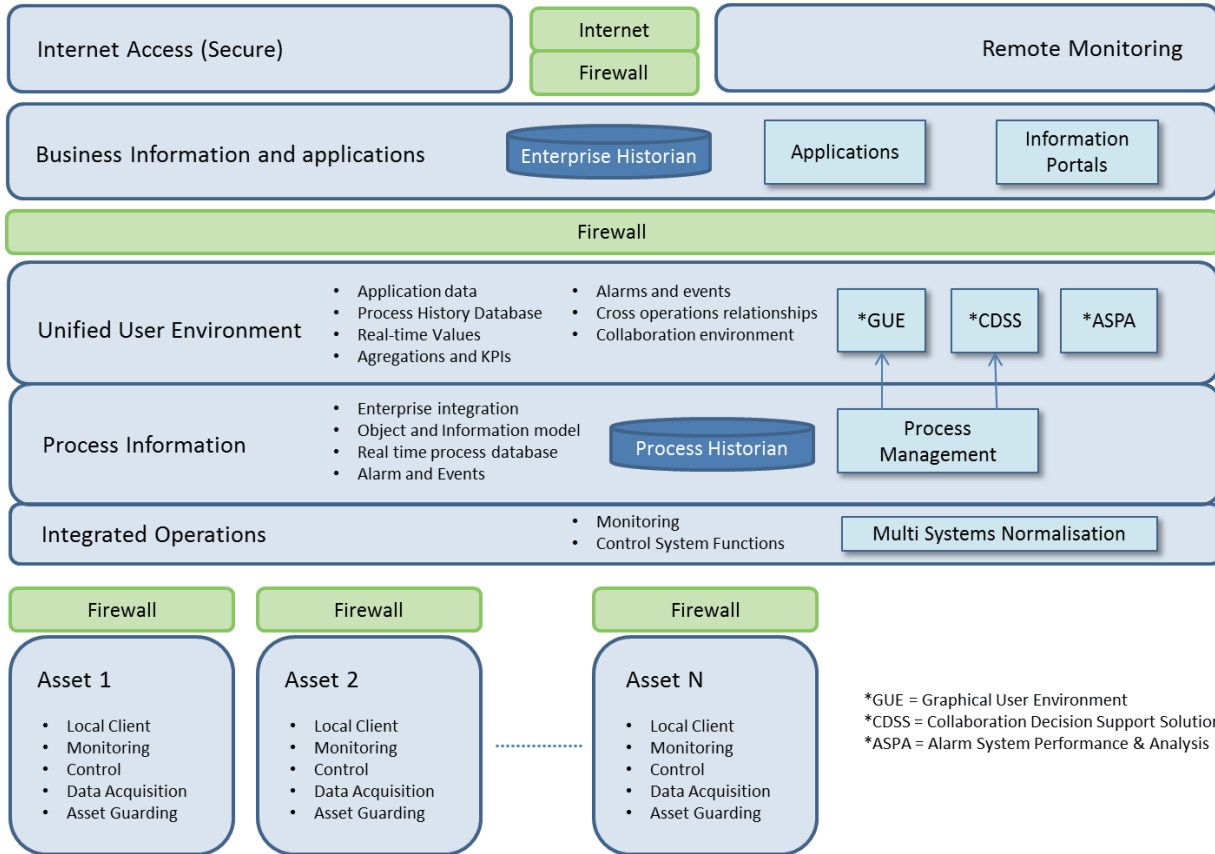 Internet Access (Secure)
Internet
Firewall
Remote Monitoring
Business Information and applications
Enterprise Historian
Applications
Information
Portals
Firewall
Unified User Environment
• Application data
• Process History Database
• Real-time Values
• Agregations and KPIs
• Alarms and events
• Cross operations relationships
• Collaboration environment
*GUE
*CDSS
*ASPA
Process Information
• Enterprise integration
• Object and Information model
• Real time process database
• Alarm and Events
Process Historian
Process
Management
Integrated Operations
• Monitoring
• Control System Functions
Multi Systems Normalisation
Firewall
Firewall
Firewall
Asset 1
• Local Client
• Monitoring
• Control
• Data Acquisition
• Asset Guarding
Asset 2
• Local Client
• Monitoring
• Control
• Data Acquisition
• Asset Guarding
Asset N
• Local Client
• Monitoring
• Control
• Data Acquisition
• Asset Guarding
*GUE = Graphical User Environment
*CDSS = Collaboration Decision Support Solution
*ASPA = Alarm System Performance & Analysis